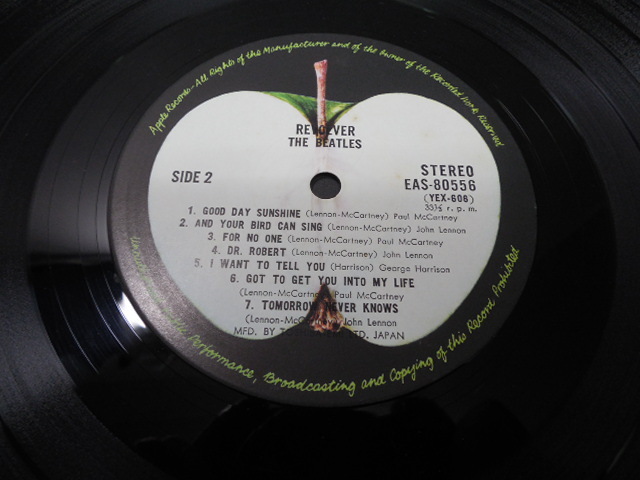 Apple Records-All Rights of the Manufacturer and of the Owner of the Recorded Work Reserved
REVOLVER
THE BEATLES
SIDE 2
STEREO
EAS-80556
(YEX-606)
33⅓ r. p. m.
1. GOOD DAY SUNSHINE (Lennon-McCartney) Paul McCartney
2. AND YOUR BIRD CAN SING (Lennon-McCartney) John Lennon
3. FOR NO ONE (Lennon-McCartney) Paul McCartney
4. DR. ROBERT (Lennon-McCartney) John Lennon
5. I WANT TO TELL YOU (Harrison) George Harrison
6. GOT TO GET YOU INTO MY LIFE
(Lennon-McCartney) Paul McCartney
7. TOMORROW NEVER KNOWS
(Lennon-McC John Lennon
MFD. BY TO LTD. JAPAN
Performance, Broadcasting and Copying of this Record Prohibited